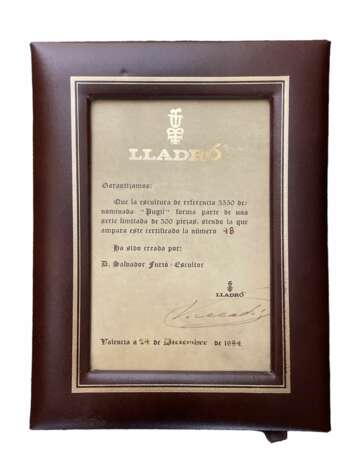 LLADRÓ
Garantizamos:
Que la escultura de referencia 3550 de-
nominada "Pugil" forma parte de una
serie limitada de 300 piezas, siendo la que
ampara este certificado la número 48
Ha sido creada por:
D. Salvador Furió - Escultor
LLADRÓ
Valencia a 24 de Diciembre de 1984